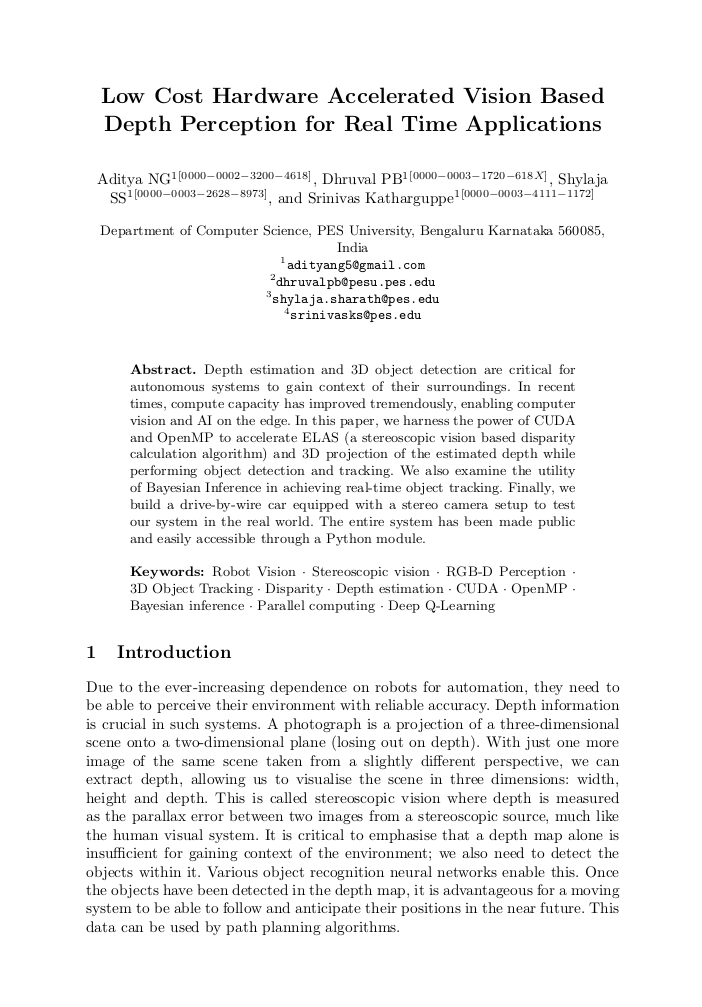 Low Cost Hardware Accelerated Vision Based
Depth Perception for Real Time Applications
Aditya NG1[0000−0002−3200−4618], Dhruval PB1[0000−0003−1720−618X], Shylaja
SS1[0000−0003−2628−8973], and Srinivas Katharguppe1[0000−0003−4111−1172]
Department of Computer Science, PES University, Bengaluru Karnataka 560085,
India
1adityang5@gmail.com
2dhruvalpb@pesu.pes.edu
3shylaja.sharath@pes.edu
4srinivasks@pes.edu
Abstract. Depth estimation and 3D object detection are critical for
autonomous systems to gain context of their surroundings. In recent
times, compute capacity has improved tremendously, enabling computer
vision and AI on the edge. In this paper, we harness the power of CUDA
and OpenMP to accelerate ELAS (a stereoscopic vision based disparity
calculation algorithm) and 3D projection of the estimated depth while
performing object detection and tracking. We also examine the utility
of Bayesian Inference in achieving real-time object tracking. Finally, we
build a drive-by-wire car equipped with a stereo camera setup to test
our system in the real world. The entire system has been made public
and easily accessible through a Python module.
Keywords: Robot Vision · Stereoscopic vision · RGB-D Perception ·
3D Object Tracking · Disparity · Depth estimation · CUDA · OpenMP ·
Bayesian inference · Parallel computing · Deep Q-Learning
1 Introduction
Due to the ever-increasing dependence on robots for automation, they need to
be able to perceive their environment with reliable accuracy. Depth information
is crucial in such systems. A photograph is a projection of a three-dimensional
scene onto a two-dimensional plane (losing out on depth). With just one more
image of the same scene taken from a slightly different perspective, we can
extract depth, allowing us to visualise the scene in three dimensions: width,
height and depth. This is called stereoscopic vision where depth is measured
as the parallax error between two images from a stereoscopic source, much like
the human visual system. It is critical to emphasise that a depth map alone is
insufficient for gaining context of the environment; we also need to detect the
objects within it. Various object recognition neural networks enable this. Once
the objects have been detected in the depth map, it is advantageous for a moving
system to be able to follow and anticipate their positions in the near future. This
data can be used by path planning algorithms.